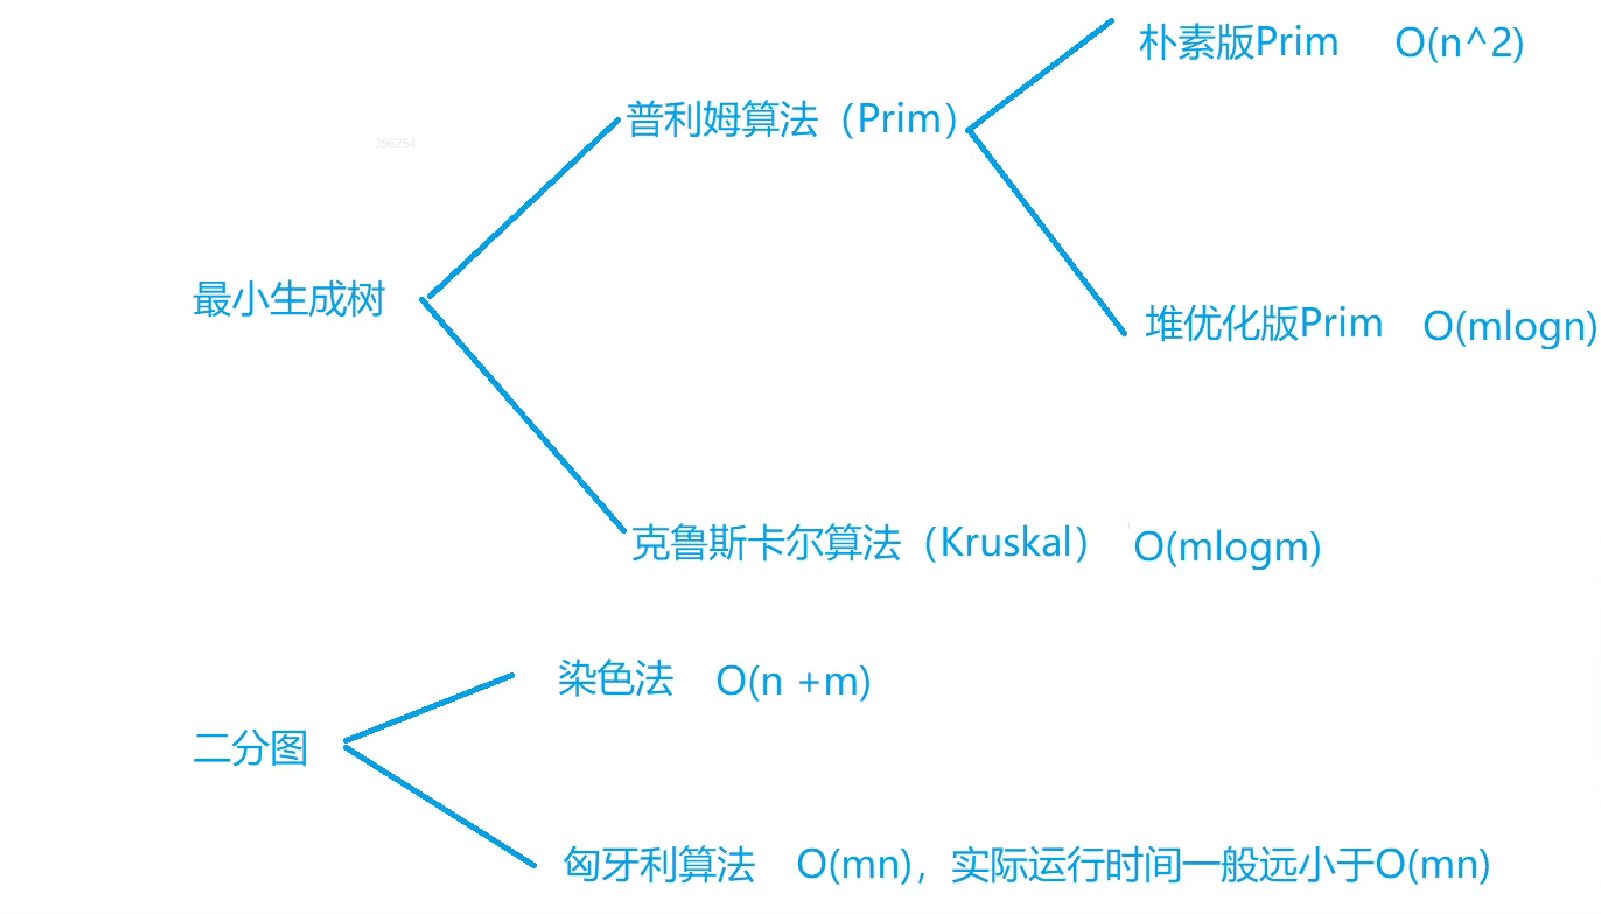 朴素版Prim O(n^2)
普利姆算法（Prim）
396254
最小生成树
堆优化版Prim O(mlogn)
克鲁斯卡尔算法（Kruskal） O(mlogm)
染色法 O(n +m)
二分图
匈牙利算法 O(mn)，实际运行时间一般远小于O(mn)